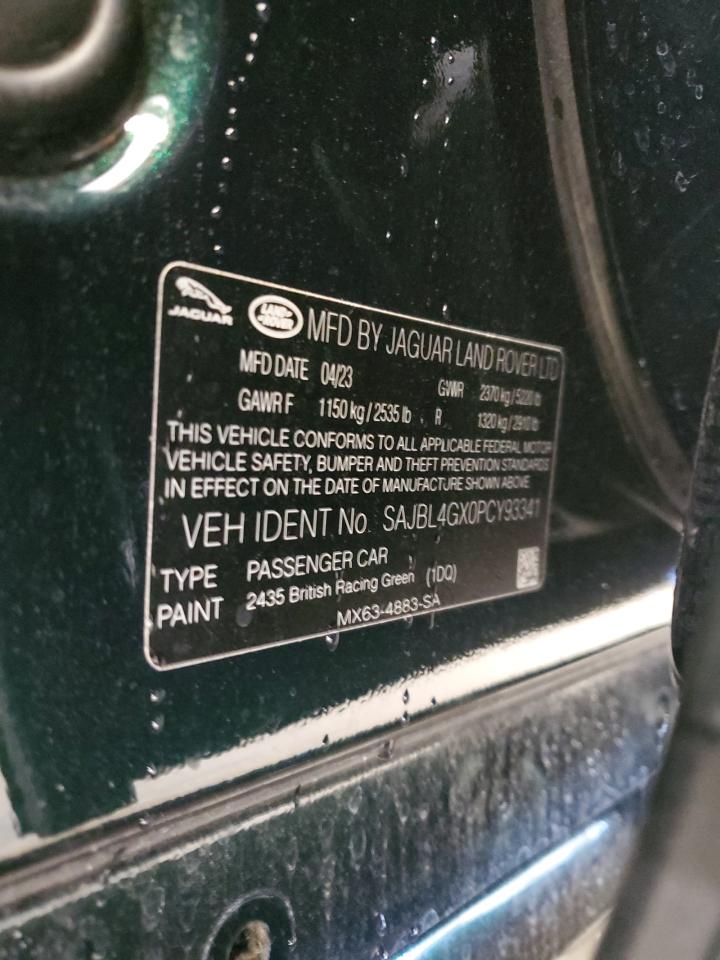 JAGUAR
LAND ROVER
MFD BY JAGUAR LAND ROVER LTD
MFD DATE 04/23 GVWR 2370 kg / 5220 lb
GAWR F 1150 kg / 2535 lb R 1320 kg / 2910 lb
THIS VEHICLE CONFORMS TO ALL APPLICABLE FEDERAL MOTOR
VEHICLE SAFETY, BUMPER AND THEFT PREVENTION STANDARDS
IN EFFECT ON THE DATE OF MANUFACTURE SHOWN ABOVE
VEH IDENT No. SAJBL4GX0PCY93341
TYPE PASSENGER CAR
PAINT 2435 British Racing Green (1DQ)
MX63-4883-SA